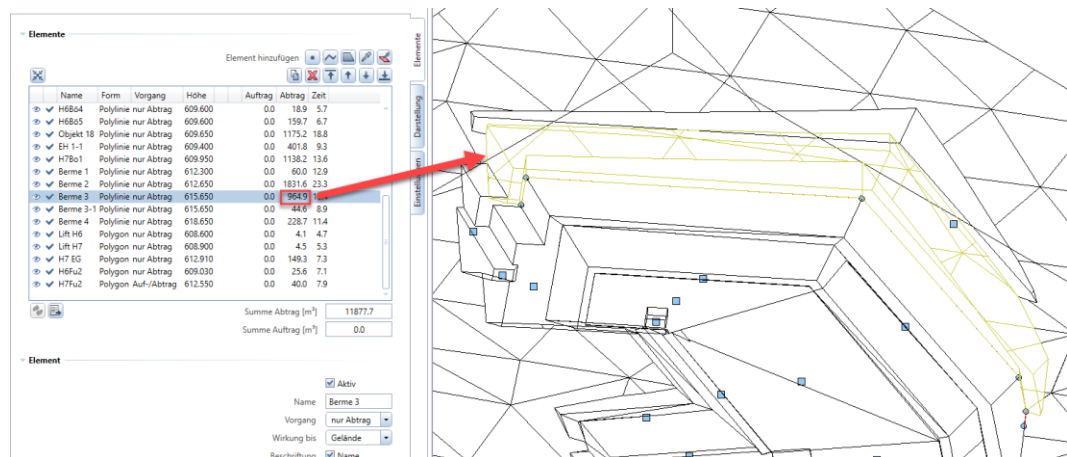 Elemente
Element hinzufügen
Name Form Vorgang Höhe Auftrag Abtrag Zeit
H6Bö4 Polylinie nur Abtrag 609.600 0.0 18.9 5.7
H6Bö5 Polylinie nur Abtrag 609.600 0.0 159.7 6.7
Objekt 18 Polylinie nur Abtrag 609.650 0.0 1175.2 18.8
EH 1-1 Polylinie nur Abtrag 609.400 0.0 401.8 9.3
H7Bo1 Polylinie nur Abtrag 609.950 0.0 1138.2 13.6
Berme 1 Polylinie nur Abtrag 612.300 0.0 60.0 12.9
Berme 2 Polylinie nur Abtrag 612.650 0.0 1831.6 23.3
Berme 3 Polylinie nur Abtrag 615.650 0.0 964.9
Berme 3-1 Polylinie nur Abtrag 615.650 0.0 44.6 8.9
Berme 4 Polylinie nur Abtrag 618.650 0.0 228.7 11.4
Lift H6 Polygon nur Abtrag 608.600 0.0 4.1 4.7
Lift H7 Polygon nur Abtrag 608.900 0.0 4.5 5.3
H7 EG Polygon nur Abtrag 612.910 0.0 149.3 7.3
H6Fu2 Polygon nur Abtrag 609.030 0.0 25.6 7.1
H7Fu2 Polygon Auf-/Abtrag 612.550 0.0 40.0 7.9
Summe Abtrag [m³] 11877.7
Summe Auftrag [m³] 0.0
Element
Aktiv
Name Berme 3
Vorgang nur Abtrag
Wirkung bis Gelände
Beschriftung Name
Elemente
Darstellung
Einstellungen